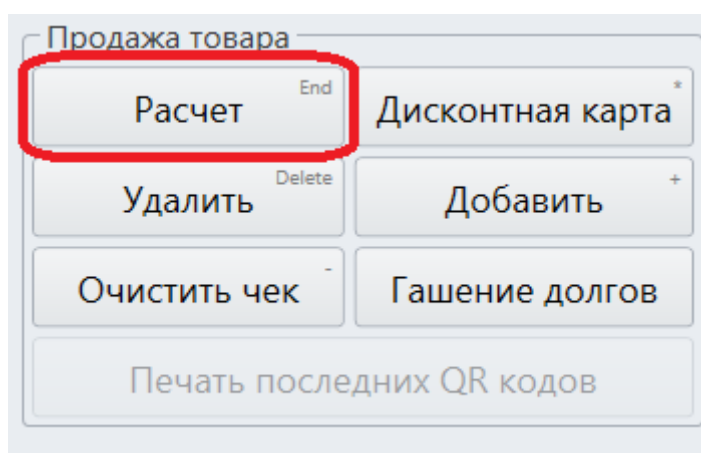 Продажа товара
Расчет End
Дисконтная карта *
Удалить Delete
Добавить +
Очистить чек -
Гашение долгов
Печать последних QR кодов